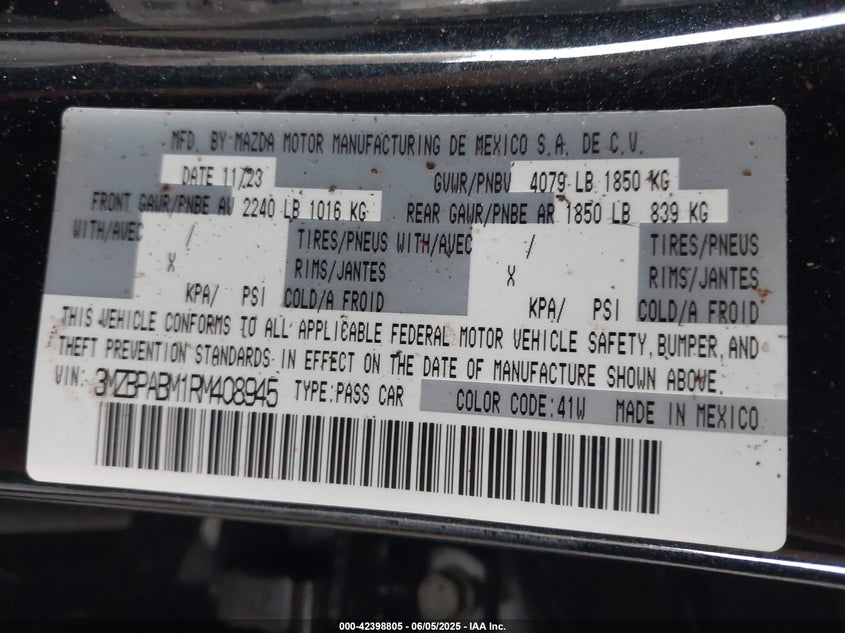 MFD. BY MAZDA MOTOR MANUFACTURING DE MEXICO S.A. DE C.V.
DATE 11/23 GVWR/PNBV 4079 LB 1850 KG
FRONT GAWR/PNBE AV 2240 LB 1016 KG REAR GAWR/PNBE AR 1850 LB 839 KG
WITH/AVEC / TIRES/PNEUS WITH/AVEC / TIRES/PNEUS
X RIMS/JANTES X RIMS/JANTES
KPA/ PSI COLD/A FROID KPA/ PSI COLD/A FROID
THIS VEHICLE CONFORMS TO ALL APPLICABLE FEDERAL MOTOR VEHICLE SAFETY, BUMPER, AND
THEFT PREVENTION STANDARDS IN EFFECT ON THE DATE OF MANUFACTURE SHOWN ABOVE.
VIN: 3MZBPABM1RM408945 TYPE:PASS CAR COLOR CODE:41W MADE IN MEXICO
000-42398805 - 06/05/2025 - IAA Inc.